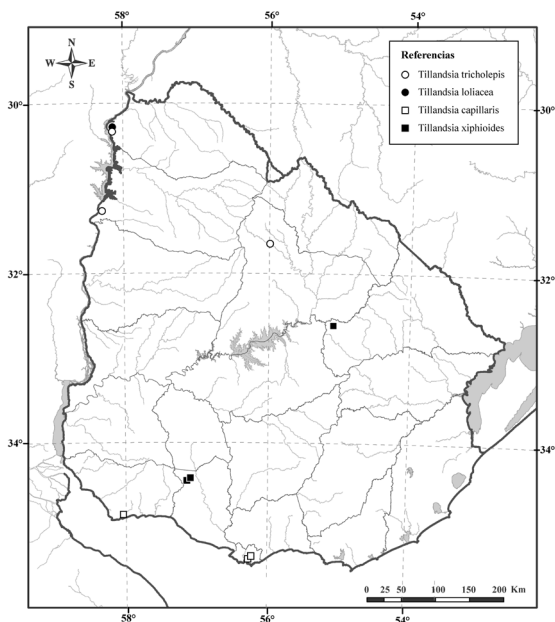 58° 56° 54°
N
W E
S
Referencias
Tillandsia tricholepis
Tillandsia loliacea
Tillandsia capillaris
Tillandsia xiphioides
30° 30°
32° 32°
34° 34°
0 25 50 100 150 200 Km
58° 56° 54°